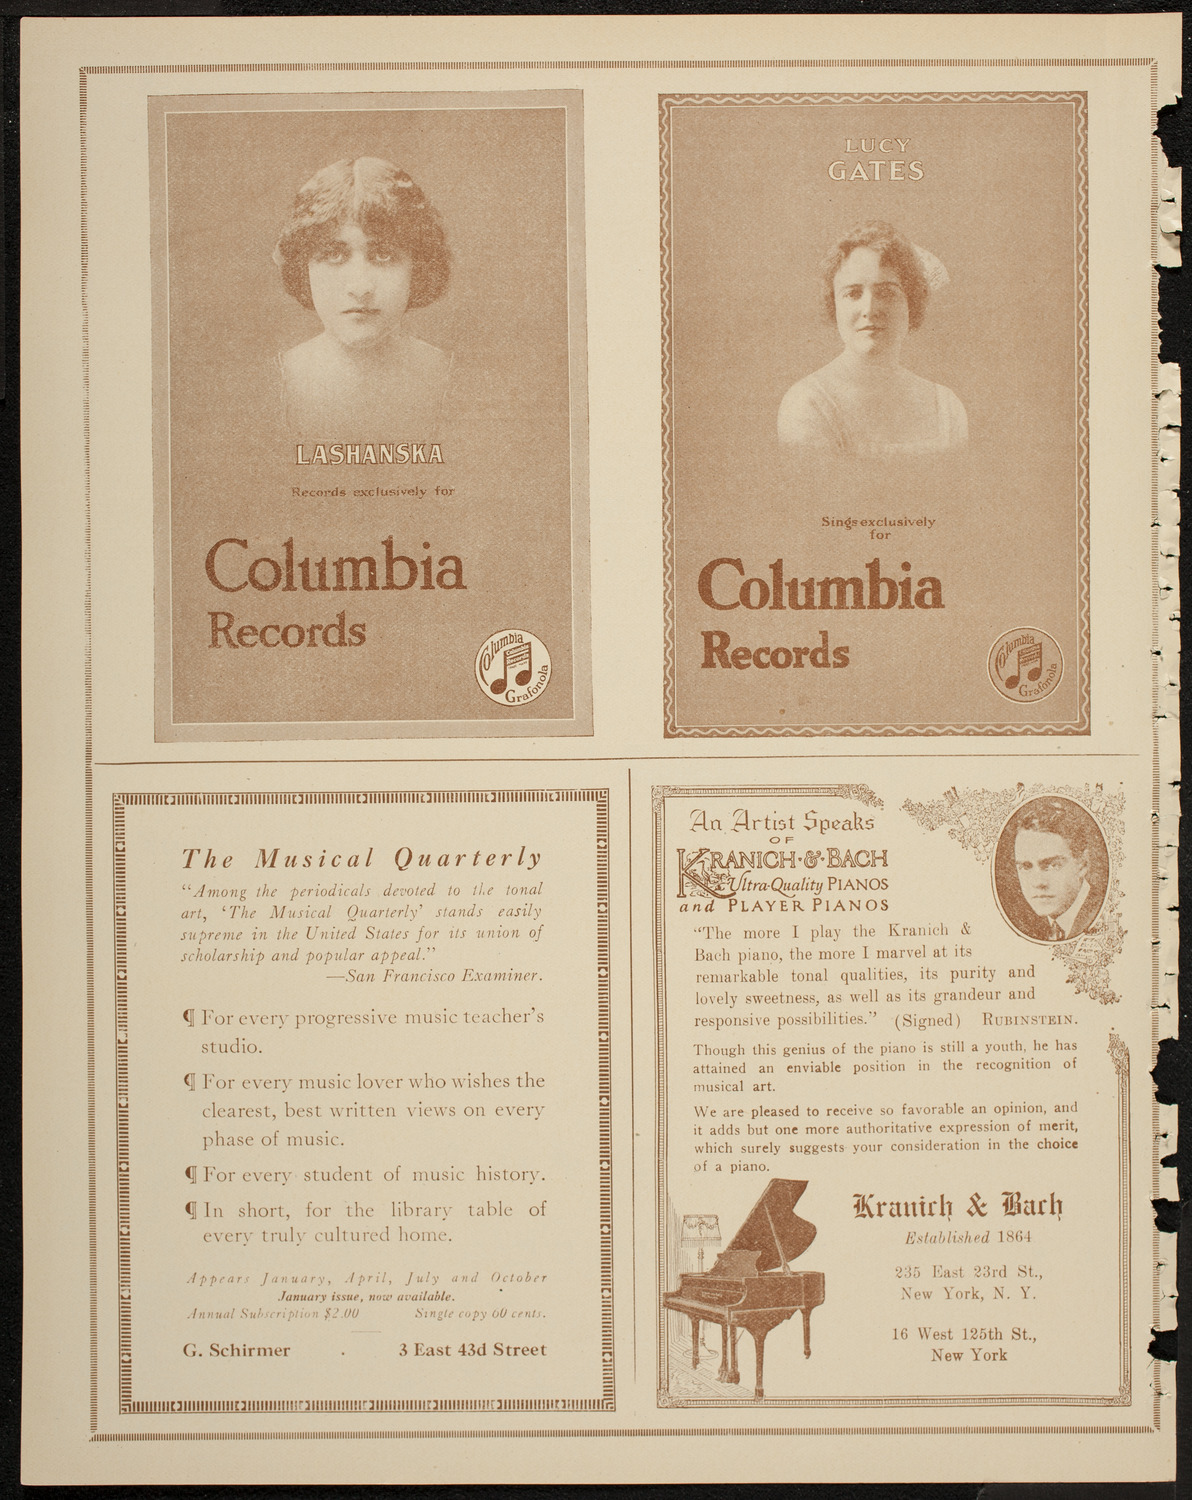 LASHANSKA
Records exclusively for
Columbia
Records
Columbia
Grafonola
LUCY
GATES
Sings exclusively
for
Columbia
Records
Columbia
Grafonola
The Musical Quarterly
“Among the periodicals devoted to the tonal
art, ‘The Musical Quarterly’ stands easily
supreme in the United States for its union of
scholarship and popular appeal.”
—San Francisco Examiner.
¶ For every progressive music teacher's
studio.
¶ For every music lover who wishes the
clearest, best written views on every
phase of music.
¶ For every student of music history.
¶ In short, for the library table of
every truly cultured home.
Appears January, April, July and October
January issue, now available.
Annual Subscription $2.00 Single copy 60 cents.
G. Schirmer . 3 East 43d Street
An Artist Speaks
OF
KRANICH·&·BACH
Ultra-Quality PIANOS
and PLAYER PIANOS
“The more I play the Kranich &
Bach piano, the more I marvel at its
remarkable tonal qualities, its purity and
lovely sweetness, as well as its grandeur and
responsive possibilities.” (Signed) RUBINSTEIN.
Though this genius of the piano is still a youth, he has
attained an enviable position in the recognition of
musical art.
We are pleased to receive so favorable an opinion, and
it adds but one more authoritative expression of merit,
which surely suggests your consideration in the choice
of a piano.
Kranich & Bach
Established 1864
235 East 23rd St.,
New York, N. Y.
16 West 125th St.,
New York